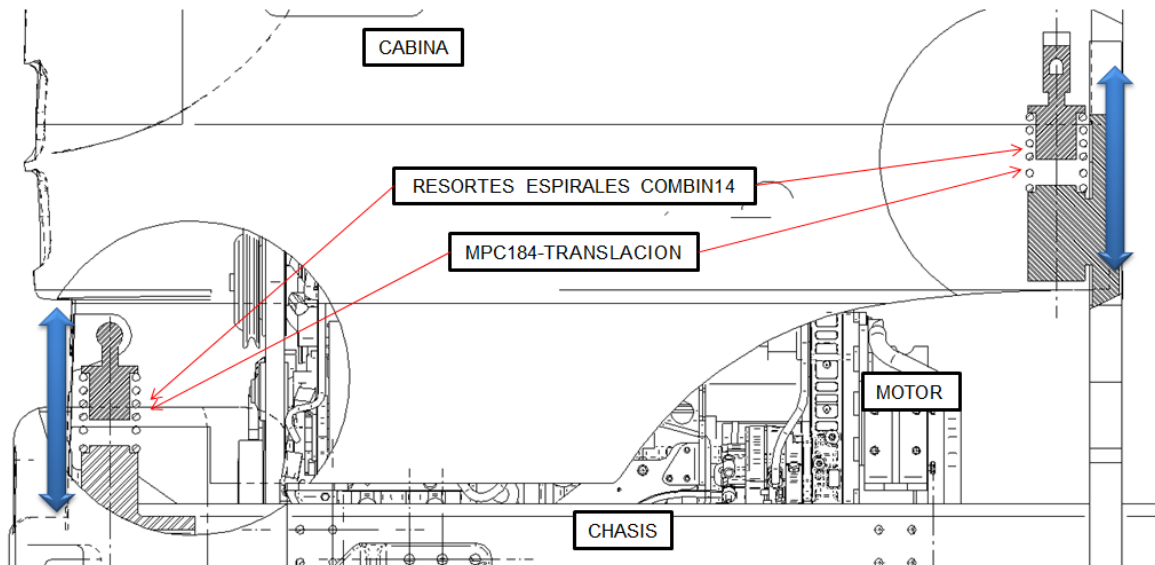 CABINA
RESORTES ESPIRALES COMBIN14
MPC184-TRANSLACION
MOTOR
CHASIS